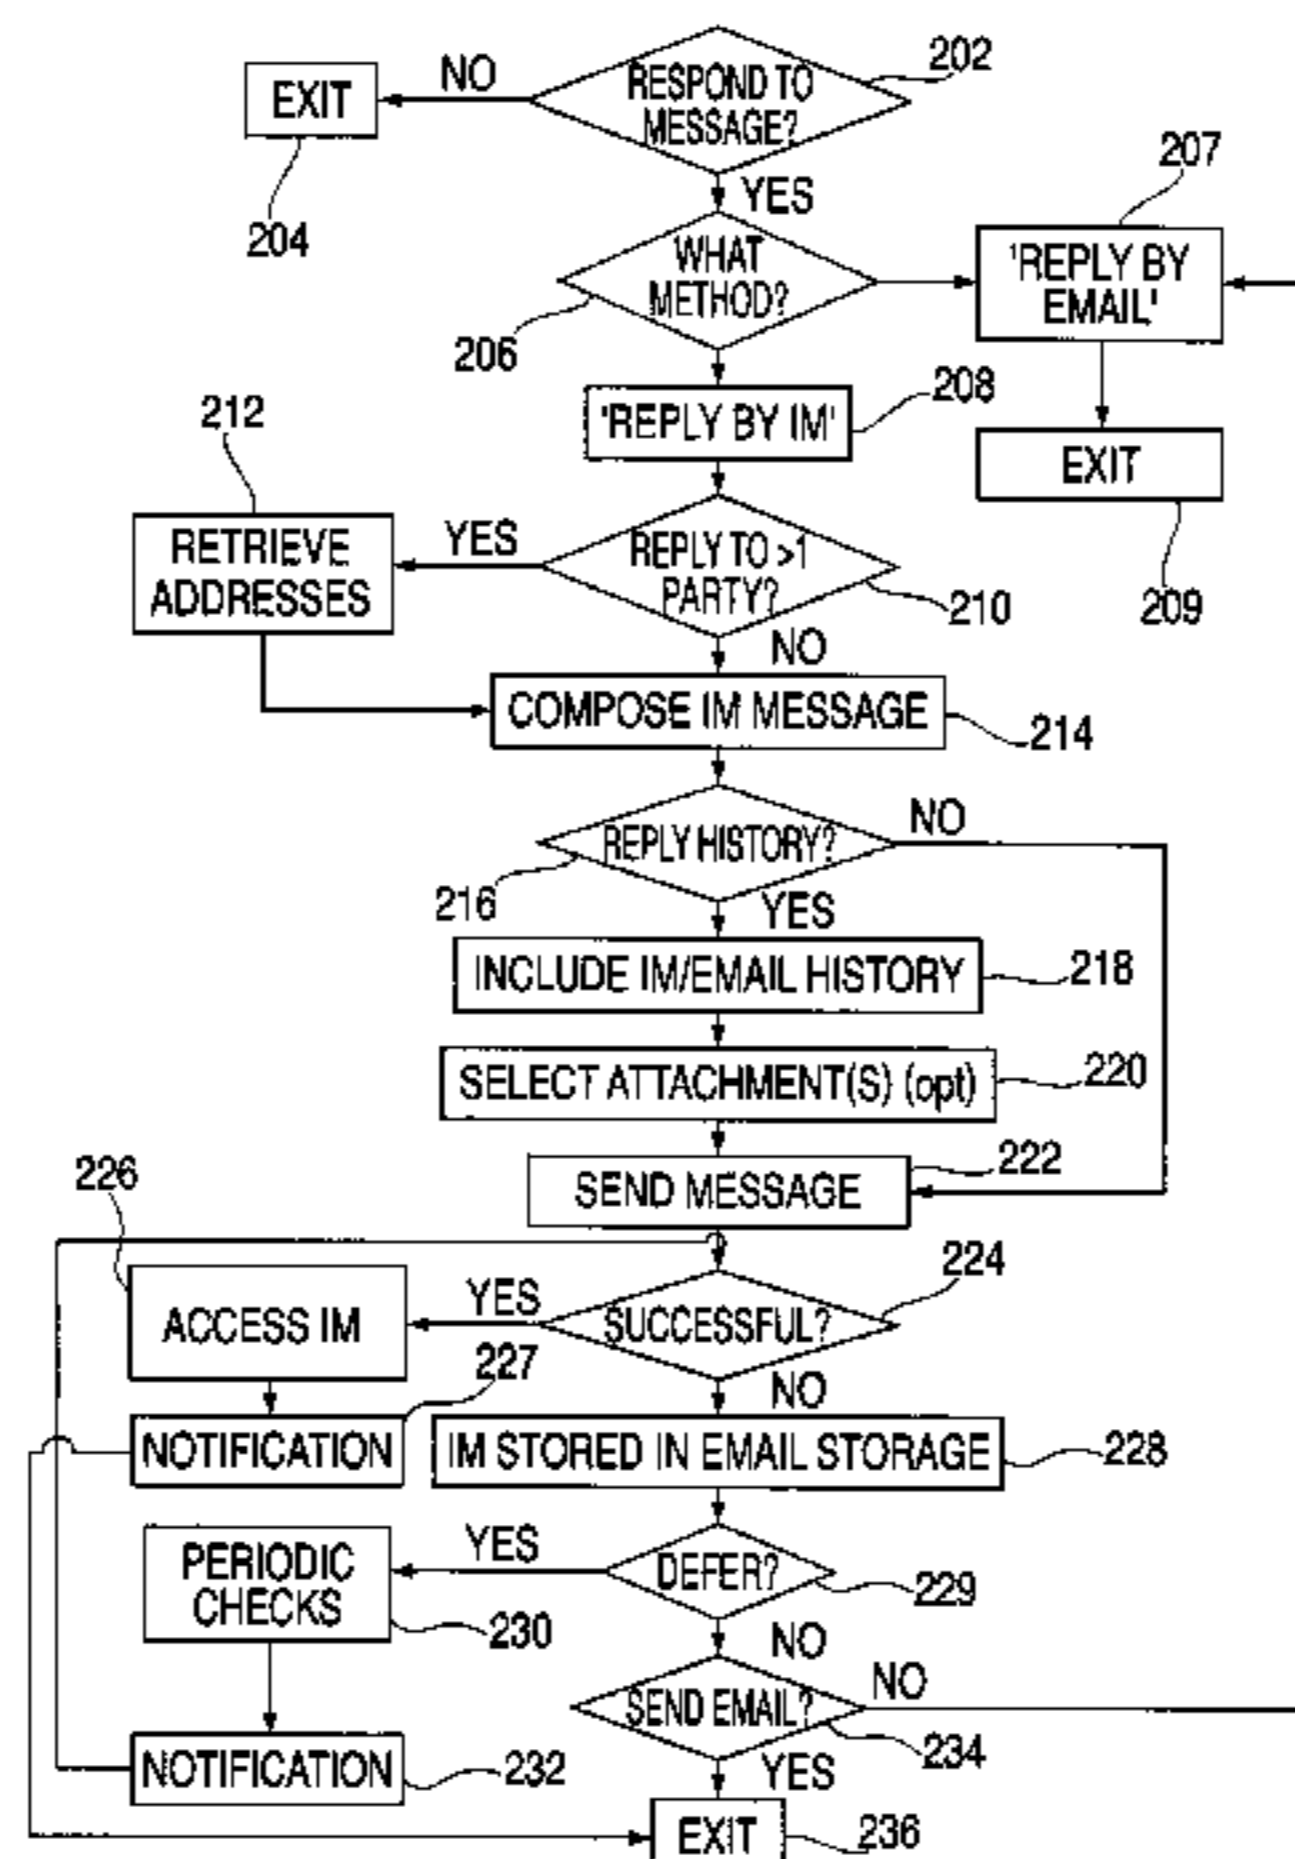 RESPOND TO
MESSAGE?
202
NO
EXIT
204
YES
WHAT
METHOD?
206
207
'REPLY BY
EMAIL'
'REPLY BY IM'
208
EXIT
209
212
RETRIEVE
ADDRESSES
YES
REPLY TO >1
PARTY?
210
NO
COMPOSE IM MESSAGE
214
REPLY HISTORY?
NO
216
YES
INCLUDE IM/EMAIL HISTORY
218
SELECT ATTACHMENT(S) (opt)
220
SEND MESSAGE
222
226
ACCESS IM
YES
SUCCESSFUL?
224
227
NO
NOTIFICATION
IM STORED IN EMAIL STORAGE
228
PERIODIC
CHECKS
230
YES
DEFER?
229
NO
SEND EMAIL?
NO
234
NOTIFICATION
232
YES
EXIT
236